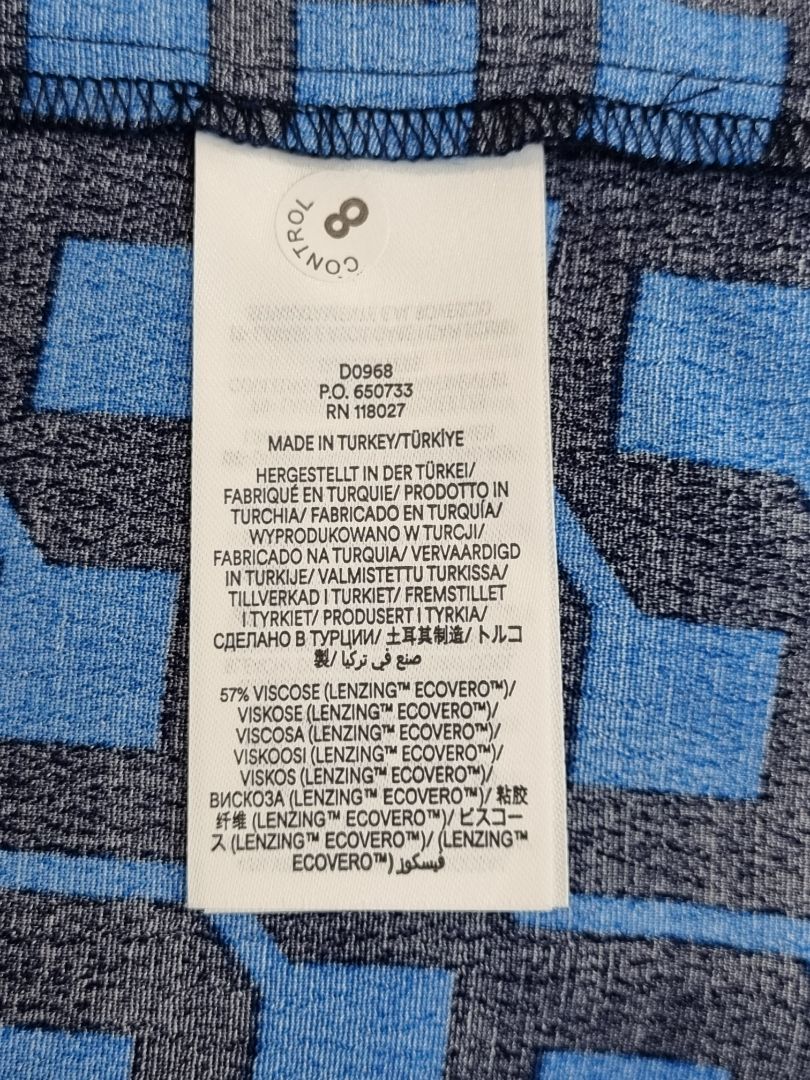 CONTROL
8
D0968
P.O. 650733
RN 118027
MADE IN TURKEY/TÜRKİYE
HERGESTELLT IN DER TÜRKEI/
FABRIQUÉ EN TURQUIE/ PRODOTTO IN
TURCHIA/ FABRICADO EN TURQUÍA/
WYPRODUKOWANO W TURCJI/
FABRICADO NA TURQUIA/ VERVAARDIGD
IN TURKIJE/ VALMISTETTU TURKISSA/
TILLVERKAD I TURKIET/ FREMSTILLET
I TYRKIET/ PRODUSERT I TYRKIA/
СДЕЛАНО В ТУРЦИИ/ 土耳其制造/ トルコ
製/ صنع في تركيا
57% VISCOSE (LENZING™ ECOVERO™)/
VISKOSE (LENZING™ ECOVERO™)/
VISCOSA (LENZING™ ECOVERO™)/
VISKOOSI (LENZING™ ECOVERO™)/
VISKOS (LENZING™ ECOVERO™)/
ВИСКОЗА (LENZING™ ECOVERO™)/ 粘胶
纤维 (LENZING™ ECOVERO™)/ ビスコー
ス (LENZING™ ECOVERO™)/ (LENZING™
ECOVERO™) فيسكوز